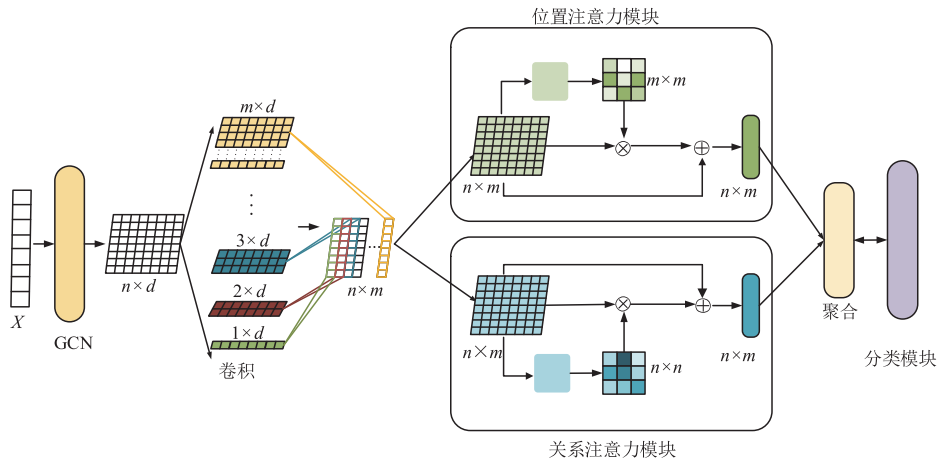 位置注意力模块
m×d
m×m
n×m
n×m
3×d
n×d
n×m
2×d
1×d
X
GCN
卷积
聚合
n×m
n×n
n×m
分类模块
关系注意力模块